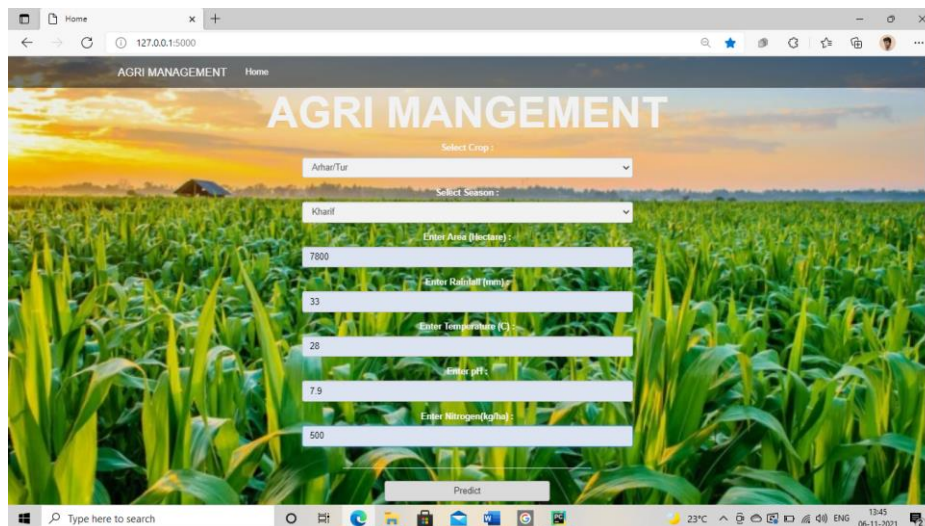 Home
127.0.0.1:5000
AGRI MANAGEMENT Home
AGRI MANGEMENT
Select Crop :
Arhar/Tur
Select Season :
Kharif
Enter Area (Hectare) :
7800
Enter Rainfall (mm) :
33
Enter Temperature (C) :
28
Enter pH :
7.9
Enter Nitrogen(kg/ha) :
500
Predict
Type here to search
23°C
ENG
13:45
06-11-2021